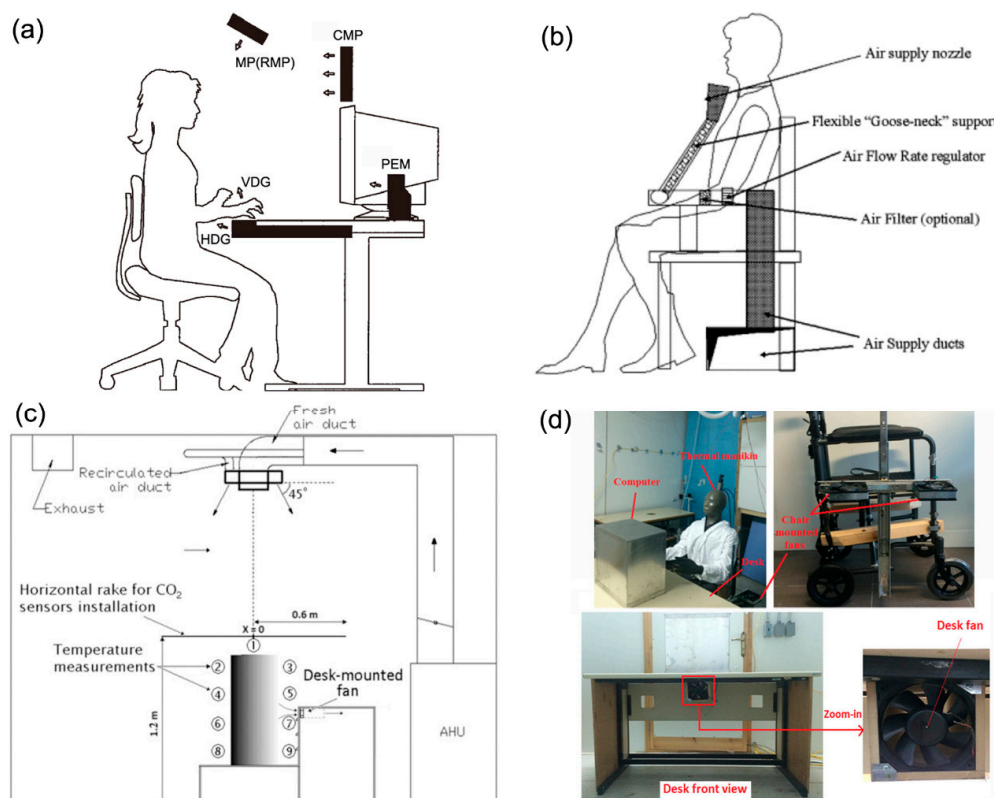 (a)
MP(RMP)
CMP
PEM
VDG
HDG
(b)
Air supply nozzle
Flexible “Goose-neck” support
Air Flow Rate regulator
Air Filter (optional)
Air Supply ducts
(c)
Fresh
air duct
Recirculated
air duct
Exhaust
45°
Horizontal rake for CO₂
sensors installation
0.6 m
X = 0
1
Temperature
measurements
2
3
4
5
6
7
8
9
Desk-mounted
fan
1.2 m
AHU
(d)
Thermal manikin
Computer
Desk
Chair
mounted
fans
Desk fan
Zoom-in
Desk front view